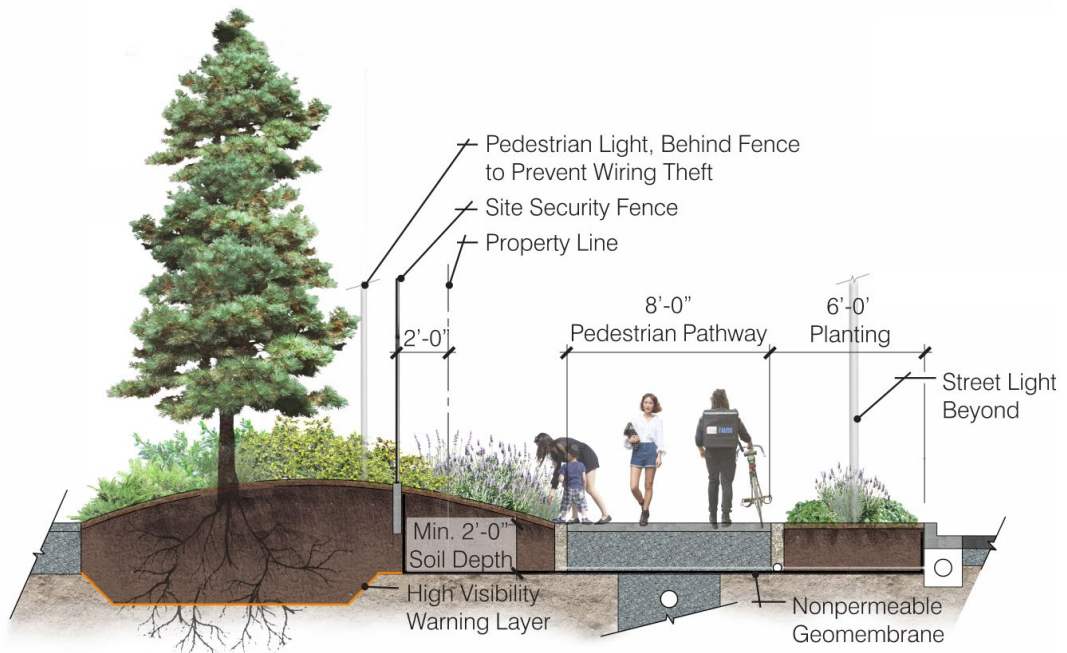 Pedestrian Light, Behind Fence
to Prevent Wiring Theft
Site Security Fence
Property Line
2'-0"
8'-0"
Pedestrian Pathway
6'-0'
Planting
Street Light
Beyond
Min. 2'-0"
Soil Depth
High Visibility
Warning Layer
Nonpermeable
Geomembrane